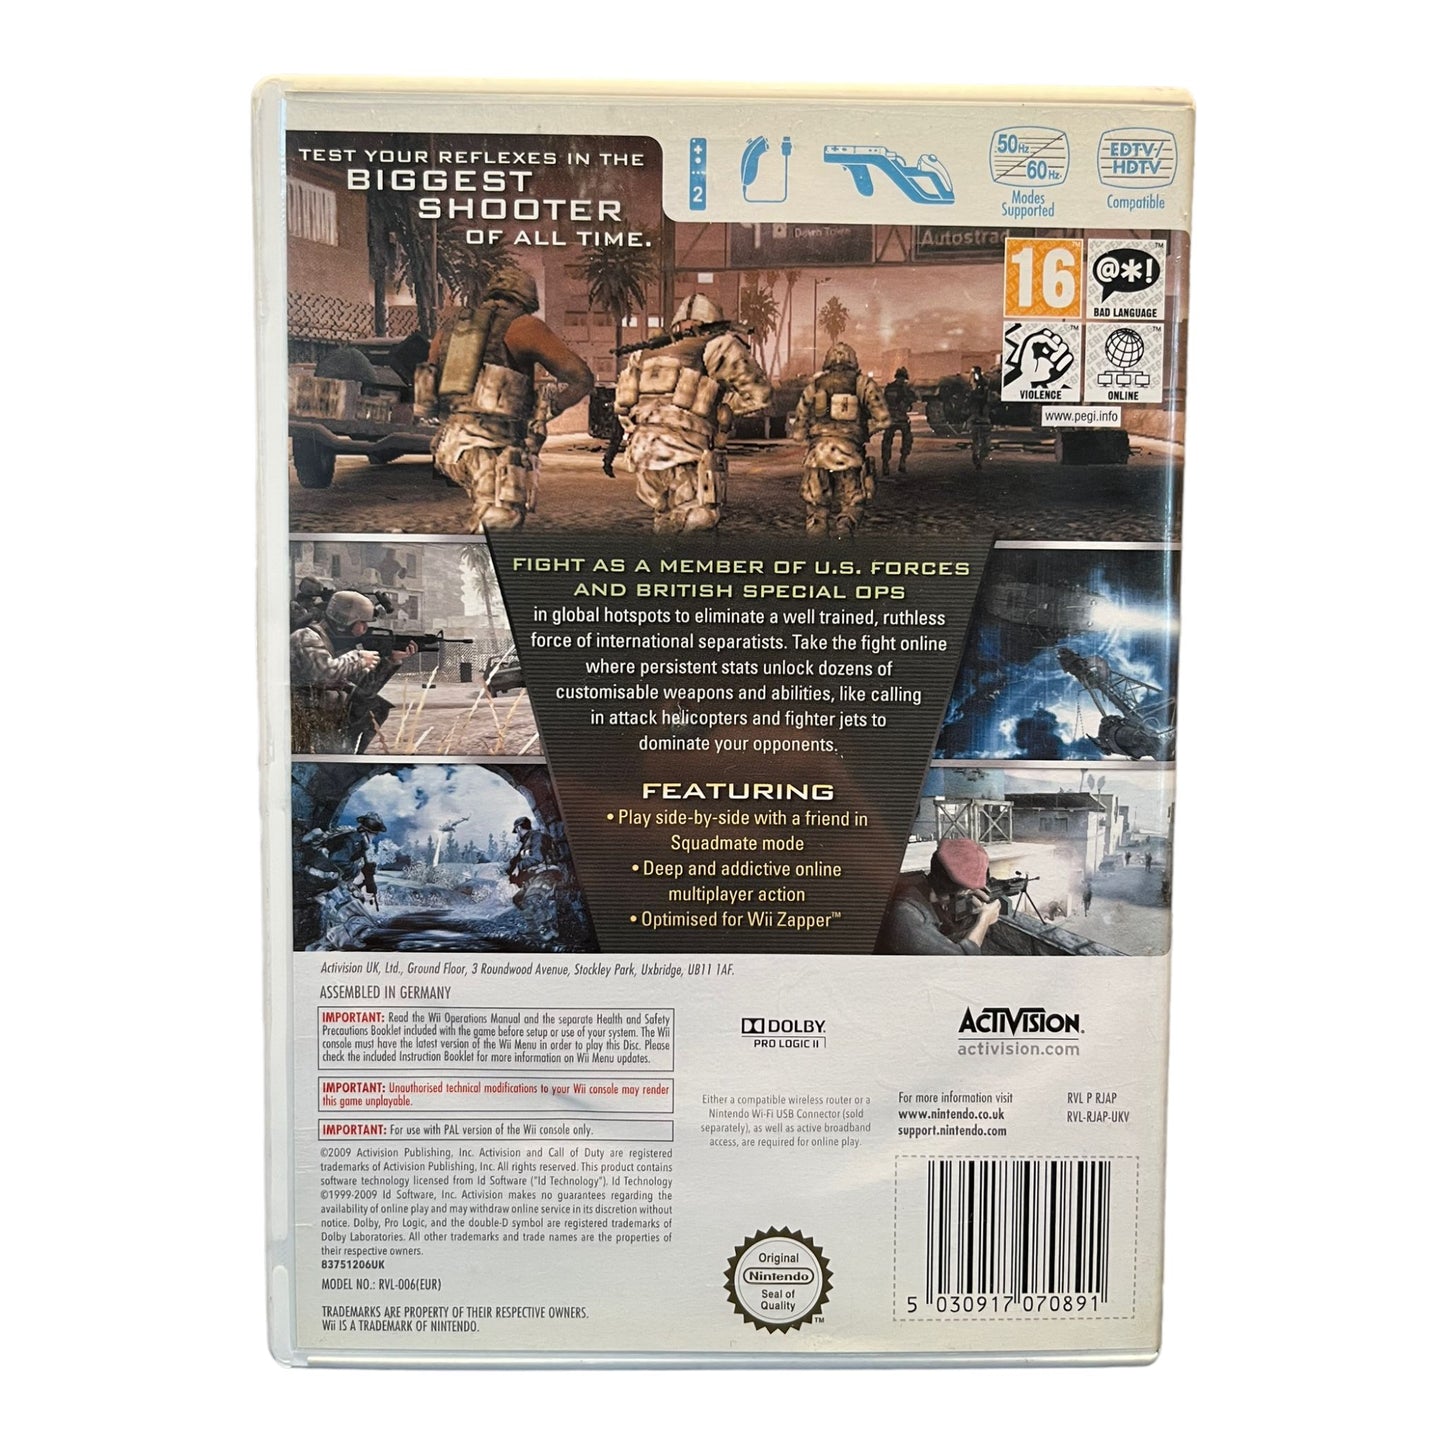 TEST YOUR REFLEXES IN THE
BIGGEST
SHOOTER
OF ALL TIME.
2
50Hz
60Hz
Modes
Supported
EDTV/
HDTV
Compatible
Down Town
Autostrad
16
@*!
BAD LANGUAGE
VIOLENCE
ONLINE
www.pegi.info
FIGHT AS A MEMBER OF U.S. FORCES
AND BRITISH SPECIAL OPS
in global hotspots to eliminate a well trained, ruthless
force of international separatists. Take the fight online
where persistent stats unlock dozens of
customisable weapons and abilities, like calling
in attack helicopters and fighter jets to
dominate your opponents.
FEATURING
• Play side-by-side with a friend in
Squadmate mode
• Deep and addictive online
multiplayer action
• Optimised for Wii Zapper™
Activision UK, Ltd., Ground Floor, 3 Roundwood Avenue, Stockley Park, Uxbridge, UB11 1AF.
ASSEMBLED IN GERMANY
IMPORTANT: Read the Wii Operations Manual and the separate Health and Safety
Precautions Booklet included with the game before setup or use of your system. The Wii
console must have the latest version of the Wii Menu in order to play this Disc. Please
check the included Instruction Booklet for more information on Wii Menu updates.
IMPORTANT: Unauthorised technical modifications to your Wii console may render
this game unplayable.
IMPORTANT: For use with PAL version of the Wii console only.
©2009 Activision Publishing, Inc. Activision and Call of Duty are registered
trademarks of Activision Publishing, Inc. All rights reserved. This product contains
software technology licensed from Id Software ("Id Technology"). Id Technology
©1999-2009 Id Software, Inc. Activision makes no guarantees regarding the
availability of online play and may withdraw online service in its discretion without
notice. Dolby, Pro Logic, and the double-D symbol are registered trademarks of
Dolby Laboratories. All other trademarks and trade names are the properties of
their respective owners.
83751206UK
MODEL NO.: RVL-006(EUR)
TRADEMARKS ARE PROPERTY OF THEIR RESPECTIVE OWNERS.
Wii IS A TRADEMARK OF NINTENDO.
DOLBY
PRO LOGIC II
ACTIVISION.
activision.com
Either a compatible wireless router or a
Nintendo Wi-Fi USB Connector (sold
separately), as well as active broadband
access, are required for online play.
For more information visit
www.nintendo.co.uk
support.nintendo.com
RVL P RJAP
RVL-RJAP-UKV
Original
Nintendo
Seal of
Quality
TM
5 030917 070891